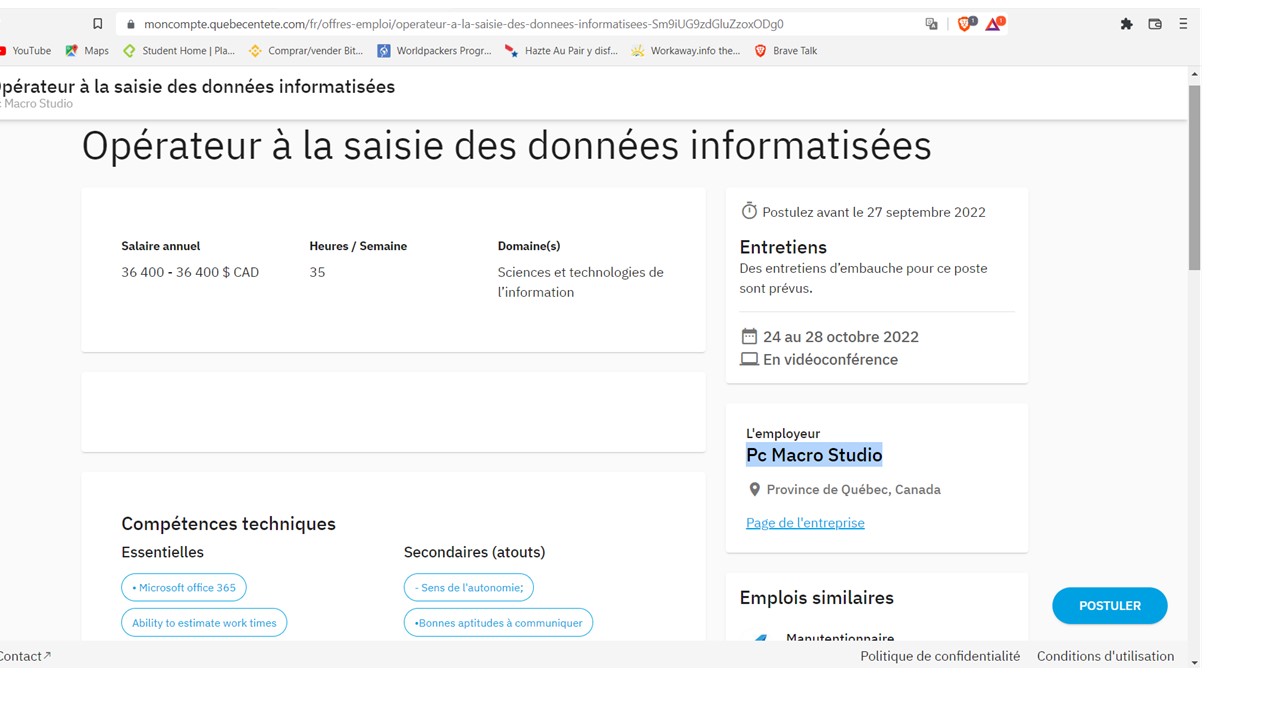 moncompte.quebecentete.com/fr/offres-emploi/operateur-a-la-saisie-des-donnees-informatisees-Sm9iUG9zdGluZzoxODg0
YouTube Maps Student Home | Pla... Comprar/vender Bit... Worldpackers Progr... Hazte Au Pair y disf... Workaway.info the... Brave Talk
pérateur à la saisie des données informatisées
c Macro Studio
Opérateur à la saisie des données informatisées
Salaire annuel
36 400 - 36 400 $ CAD
Heures / Semaine
35
Domaine(s)
Sciences et technologies de
l'information
Postulez avant le 27 septembre 2022
Entretiens
Des entretiens d'embauche pour ce poste
sont prévus.
24 au 28 octobre 2022
En vidéoconférence
L'employeur
Pc Macro Studio
Province de Québec, Canada
Page de l'entreprise
Compétences techniques
Essentielles
• Microsoft office 365
Ability to estimate work times
Secondaires (atouts)
- Sens de l'autonomie;
•Bonnes aptitudes à communiquer
Emplois similaires
Manutentionnaire
POSTULER
Contact
Politique de confidentialité Conditions d'utilisation